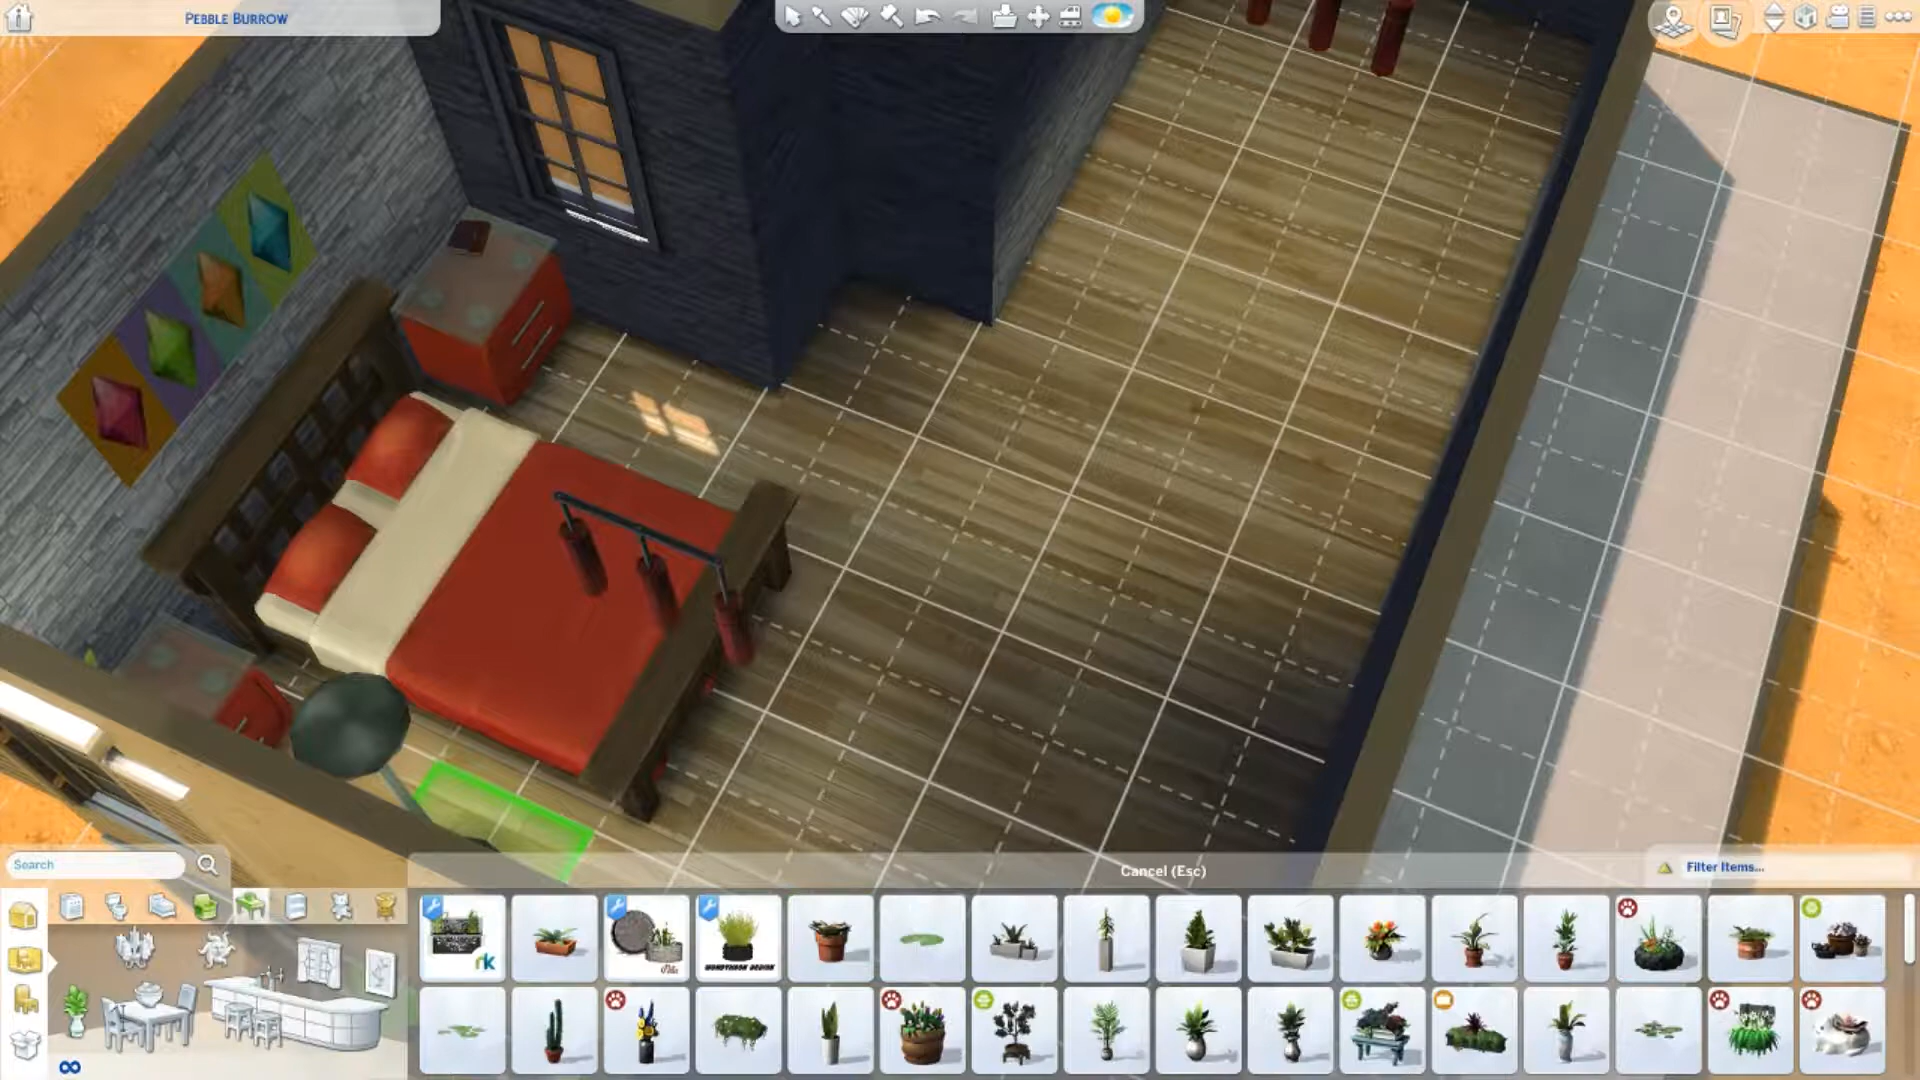 PEBBLE BURROW
Search
Cancel (Esc)
Filter Items...
rk